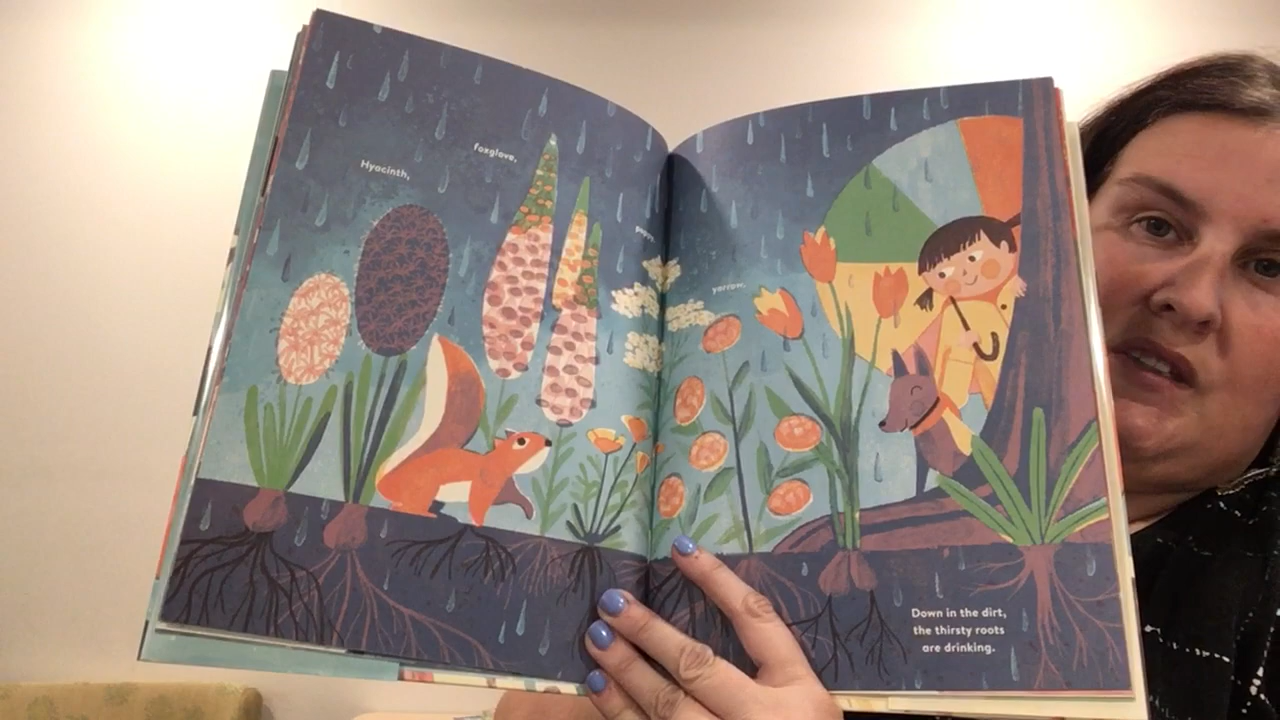 Hyacinth,
foxglove,
poppy,
yarrow,
Down in the dirt,
the thirsty roots
are drinking.